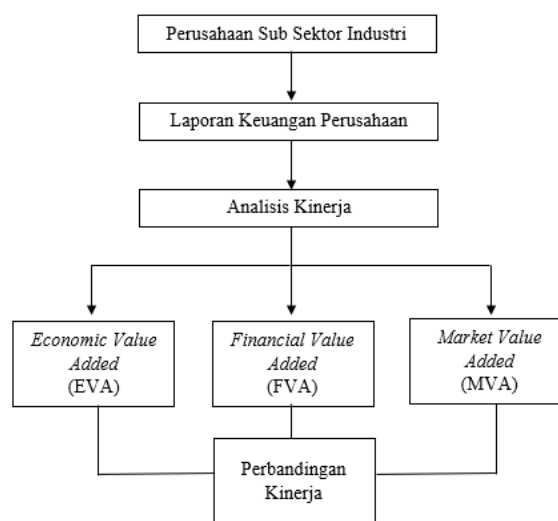 Perusahaan Sub Sektor Industri
Laporan Keuangan Perusahaan
Analisis Kinerja
Economic Value
Added
(EVA)
Financial Value
Added
(FVA)
Market Value
Added
(MVA)
Perbandingan
Kinerja